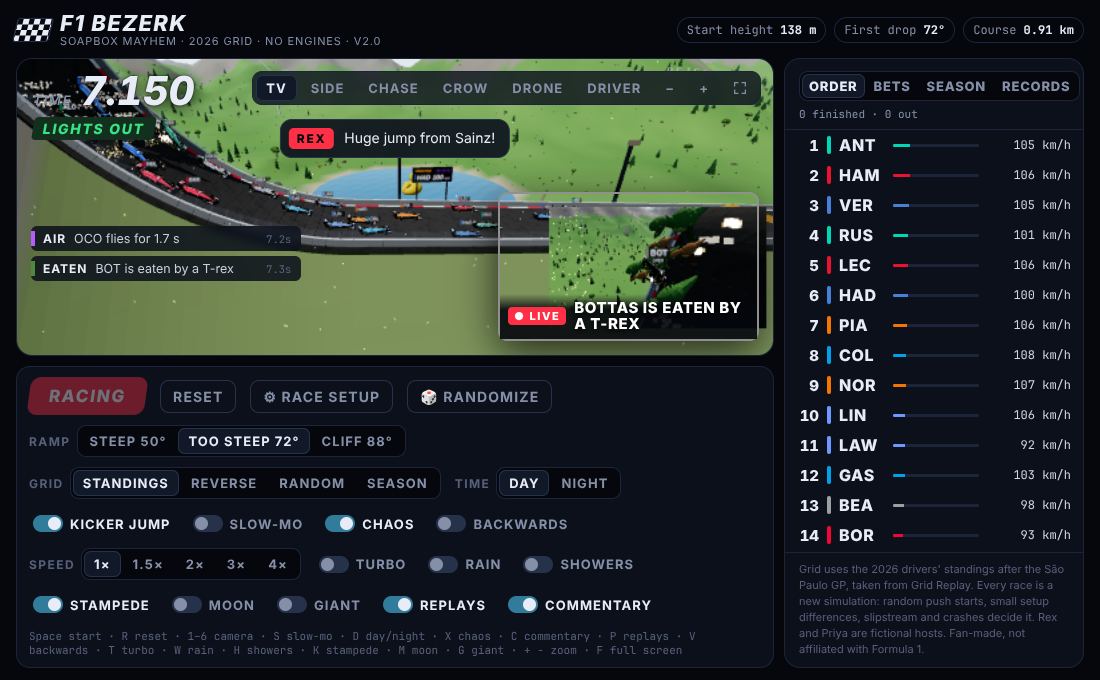 F1 BEZERK
SOAPBOX MAYHEM · 2026 GRID · NO ENGINES · V2.0
Start height 138 m
First drop 72°
Course 0.91 km
TIME 7.150
LIGHTS OUT
TV SIDE CHASE CROW DRONE DRIVER − +
REX Huge jump from Sainz!
AIR OCO flies for 1.7 s 7.2s
EATEN BOT is eaten by a T-rex 7.3s
BOT
LIVE BOTTAS IS EATEN BY
A T-REX
RACING RESET ⚙ RACE SETUP 🎲 RANDOMIZE
RAMP STEEP 50° TOO STEEP 72° CLIFF 88°
GRID STANDINGS REVERSE RANDOM SEASON TIME DAY NIGHT
KICKER JUMP SLOW-MO CHAOS BACKWARDS
SPEED 1× 1.5× 2× 3× 4× TURBO RAIN SHOWERS
STAMPEDE MOON GIANT REPLAYS COMMENTARY
Space start · R reset · 1–6 camera · S slow-mo · D day/night · X chaos · C commentary · P replays · V
backwards · T turbo · W rain · H showers · K stampede · M moon · G giant · + - zoom · F full screen
ORDER BETS SEASON RECORDS
0 finished · 0 out
1 ANT 105 km/h
2 HAM 106 km/h
3 VER 105 km/h
4 RUS 101 km/h
5 LEC 106 km/h
6 HAD 100 km/h
7 PIA 106 km/h
8 COL 108 km/h
9 NOR 107 km/h
10 LIN 106 km/h
11 LAW 92 km/h
12 GAS 103 km/h
13 BEA 98 km/h
14 BOR 93 km/h
Grid uses the 2026 drivers' standings after the São
Paulo GP, taken from Grid Replay. Every race is a
new simulation: random push starts, small setup
differences, slipstream and crashes decide it. Rex
and Priya are fictional hosts. Fan-made, not
affiliated with Formula 1.